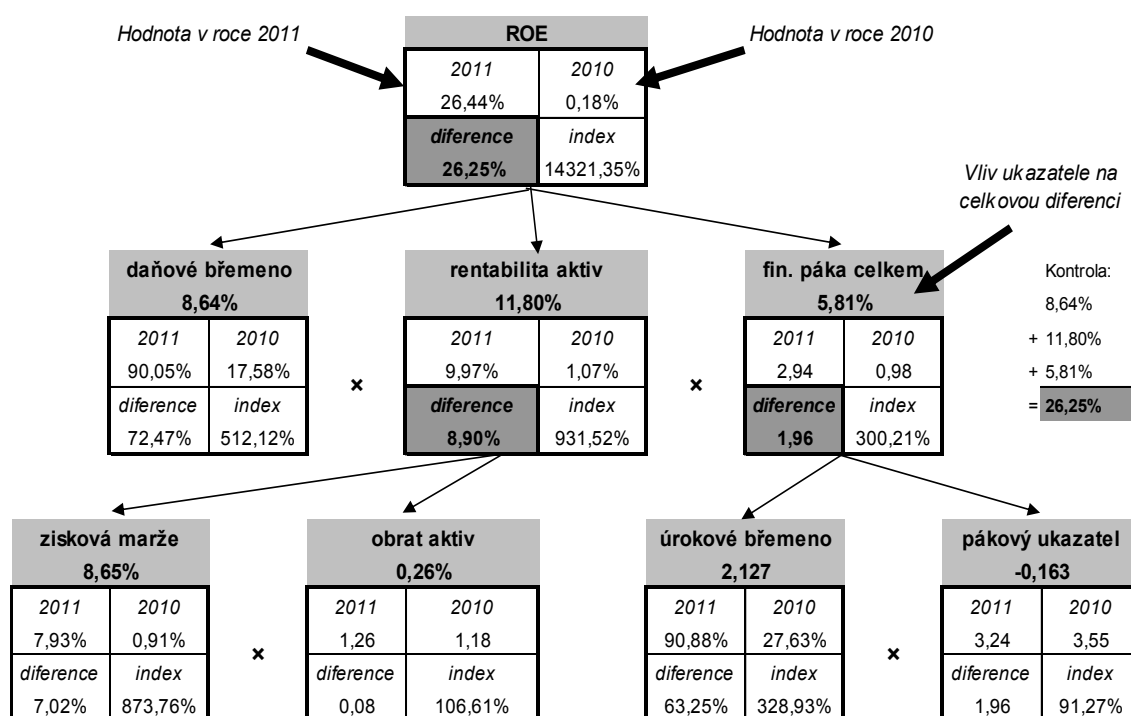 Hodnota v roce 2011
ROE
Hodnota v roce 2010
2011 2010
26,44% 0,18%
diference index
26,25% 14321,35%
Vliv ukazatele na
celkovou diferenci
daňové břemeno
8,64%
2011 2010
90,05% 17,58%
diference index
72,47% 512,12%
×
rentabilita aktiv
11,80%
2011 2010
9,97% 1,07%
diference index
8,90% 931,52%
×
fin. páka celkem
5,81%
2011 2010
2,94 0,98
diference index
1,96 300,21%
Kontrola:
8,64%
+ 11,80%
+ 5,81%
= 26,25%
zisková marže
8,65%
2011 2010
7,93% 0,91%
diference index
7,02% 873,76%
×
obrat aktiv
0,26%
2011 2010
1,26 1,18
diference index
0,08 106,61%
úrokové břemeno
2,127
2011 2010
90,88% 27,63%
diference index
63,25% 328,93%
×
pákový ukazatel
-0,163
2011 2010
3,24 3,55
diference index
1,96 91,27%